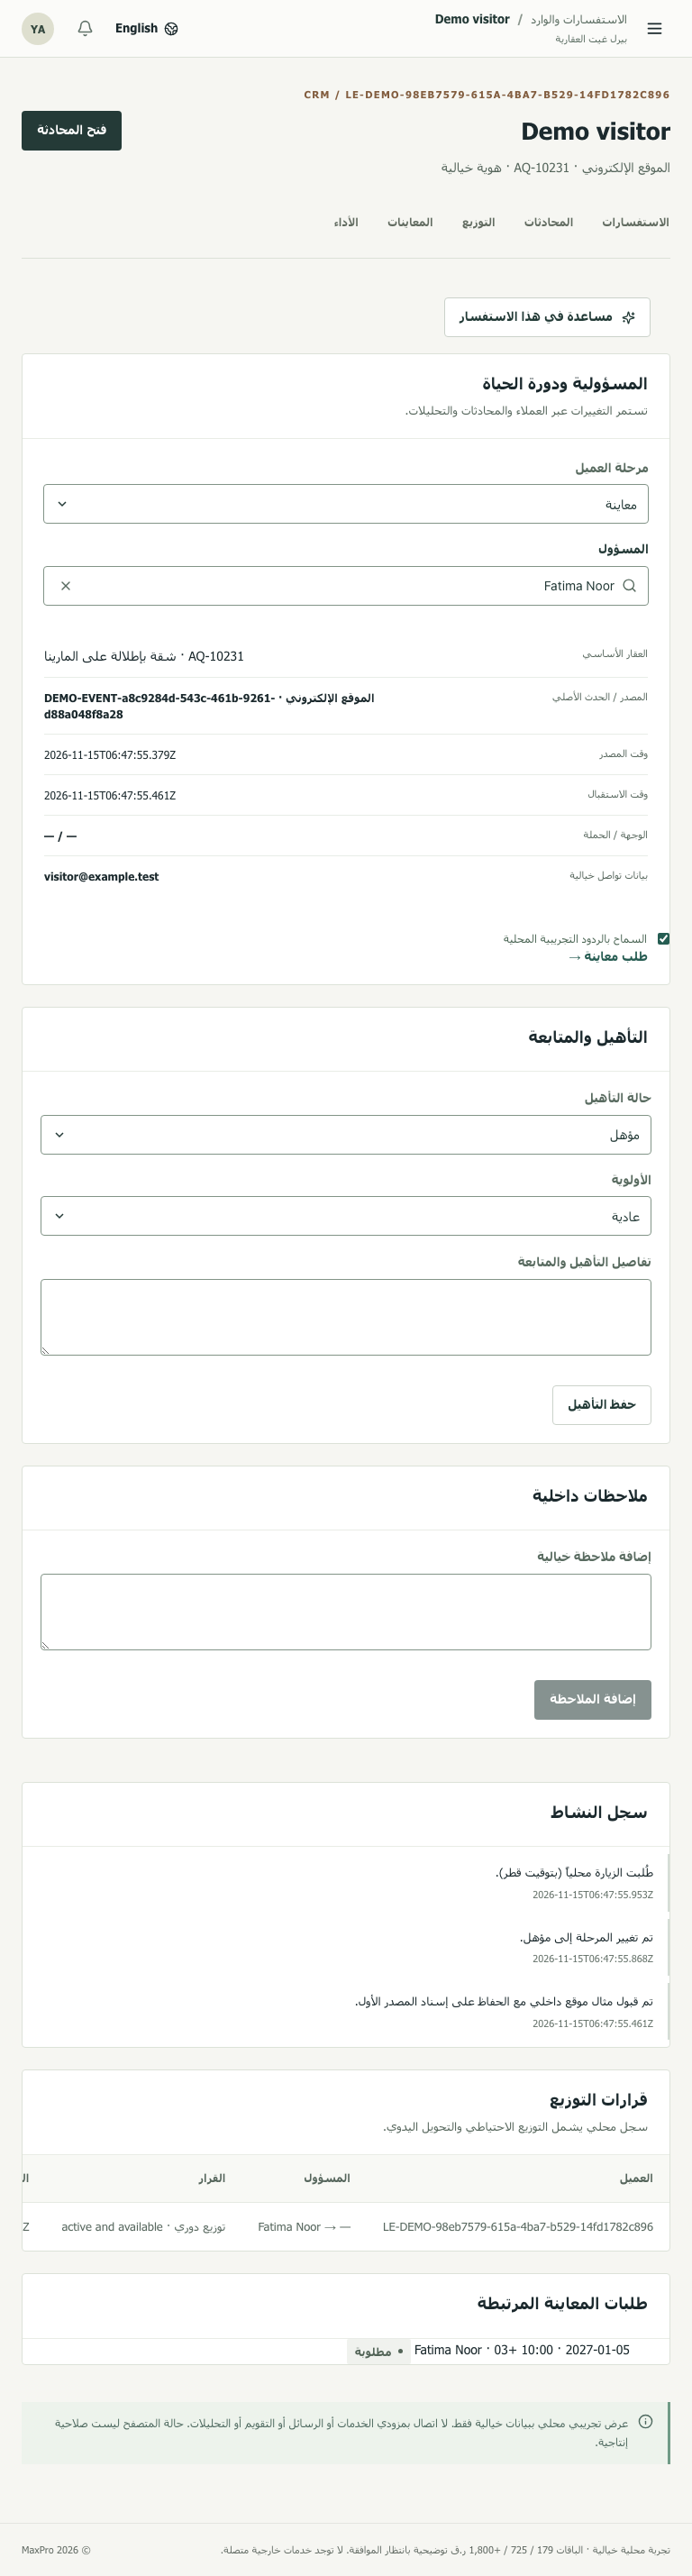 الاستفسارات والوارد / Demo visitor
بيرل غيت العقارية
English
YA
CRM / LE-DEMO-98EB7579-615A-4BA7-B529-14FD1782C896
Demo visitor
الموقع الإلكتروني · AQ-10231 · هوية خيالية
فتح المحادثة
الاستفسارات المحادثات التوزيع المعاينات الأداء
مساعدة في هذا الاستفسار
المسؤولية ودورة الحياة
تستمر التغييرات عبر العملاء والمحادثات والتحليلات.
مرحلة العميل
معاينة
المسؤول
Fatima Noor
العقار الأساسي
AQ-10231 · شقة بإطلالة على المارينا
المصدر / الحدث الأصلي
الموقع الإلكتروني · DEMO-EVENT-a8c9284d-543c-461b-9261-
d88a048f8a28
وقت المصدر
2026-11-15T06:47:55.379Z
وقت الاستقبال
2026-11-15T06:47:55.461Z
الوجهة / الحملة
— / —
بيانات تواصل خيالية
visitor@example.test
السماح بالردود التجريبية المحلية
طلب معاينة →
التأهيل والمتابعة
حالة التأهيل
مؤهل
الأولوية
عادية
تفاصيل التأهيل والمتابعة
حفظ التأهيل
ملاحظات داخلية
إضافة ملاحظة خيالية
إضافة الملاحظة
سجل النشاط
طُلبت الزيارة محلياً (بتوقيت قطر).
2026-11-15T06:47:55.953Z
تم تغيير المرحلة إلى مؤهل.
2026-11-15T06:47:55.868Z
تم قبول مثال موقع داخلي مع الحفاظ على إسناد المصدر الأول.
2026-11-15T06:47:55.461Z
قرارات التوزيع
سجل محلي يشمل التوزيع الاحتياطي والتحويل اليدوي.
العميل المسؤول القرار
LE-DEMO-98eb7579-615a-4ba7-b529-14fd1782c896 — → Fatima Noor توزيع دوري · active and available Z
طلبات المعاينة المرتبطة
2027-01-05 · 10:00 +03 · Fatima Noor • مطلوبة
عرض تجريبي محلي ببيانات خيالية فقط. لا اتصال بمزودي الخدمات أو الرسائل أو التقويم أو التحليلات. حالة المتصفح ليست صلاحية
إنتاجية.
تجربة محلية خيالية · الباقات 179 / 725 / +1,800 ر.ق توضيحية بانتظار الموافقة. لا توجد خدمات خارجية متصلة.
© 2026 MaxPro